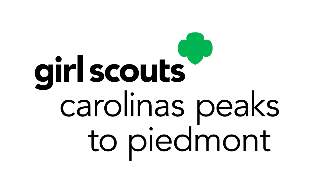 girl scouts
carolinas peaks
to piedmont